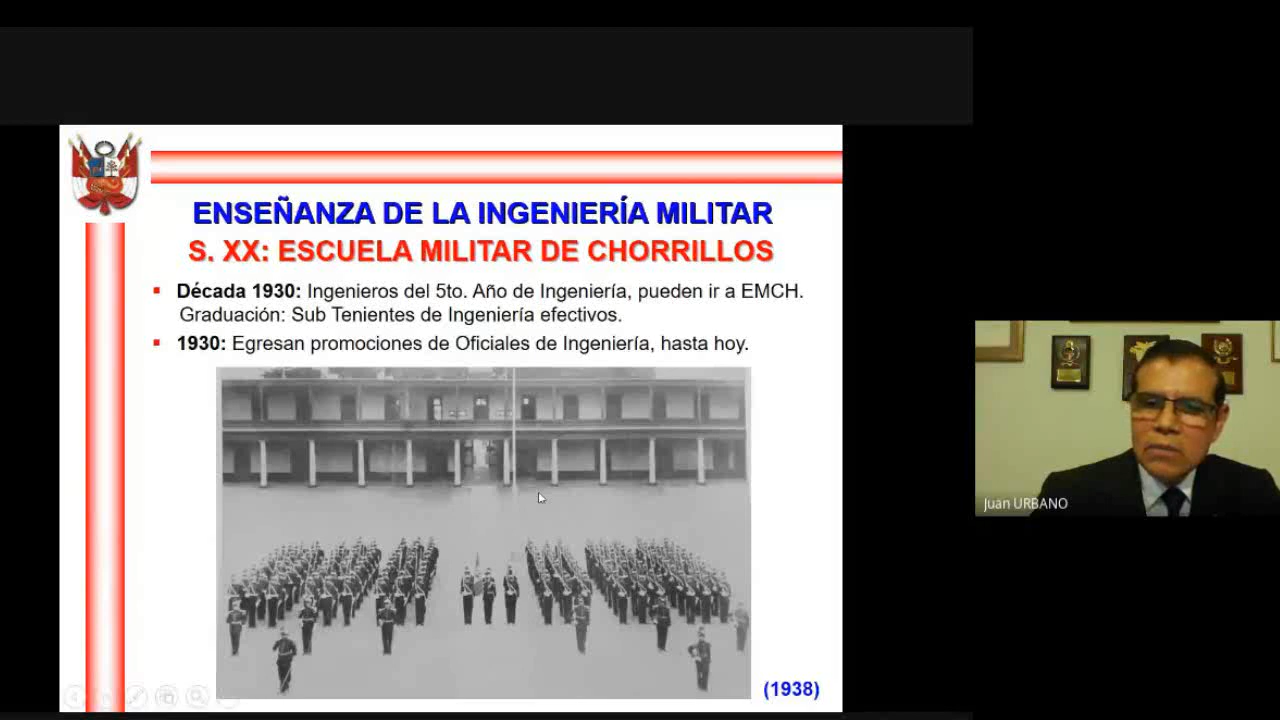 ENSEÑANZA DE LA INGENIERÍA MILITAR
S. XX: ESCUELA MILITAR DE CHORRILLOS
▪ Década 1930: Ingenieros del 5to. Año de Ingeniería, pueden ir a EMCH.
Graduación: Sub Tenientes de Ingeniería efectivos.
▪ 1930: Egresan promociones de Oficiales de Ingeniería, hasta hoy.
(1938)
Juan URBANO